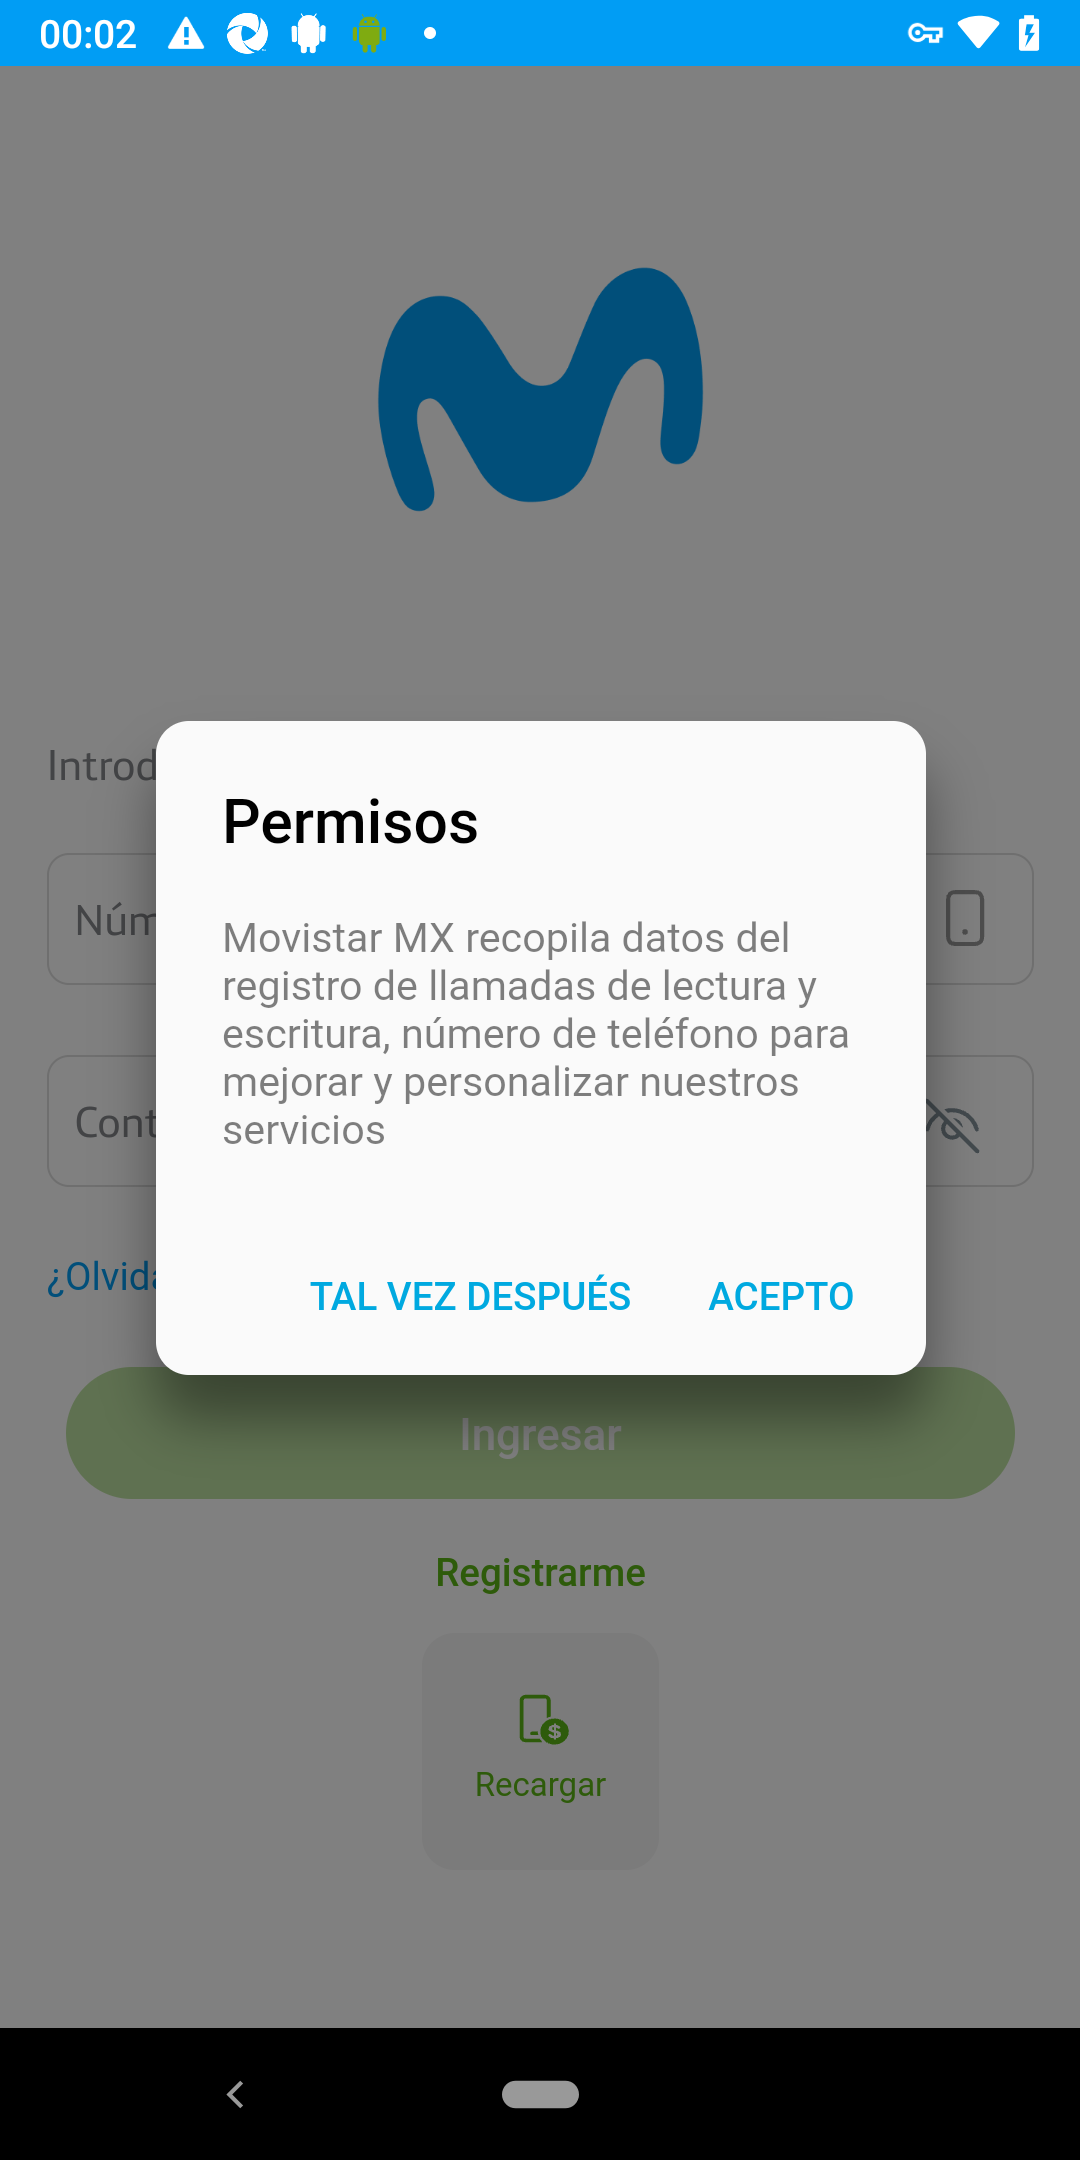 00:02
Introd
Permisos
Núm
Movistar MX recopila datos del
registro de llamadas de lectura y
escritura, número de teléfono para
mejorar y personalizar nuestros
servicios
Cont
¿Olvida
TAL VEZ DESPUÉS ACEPTO
Ingresar
Registrarme
Recargar